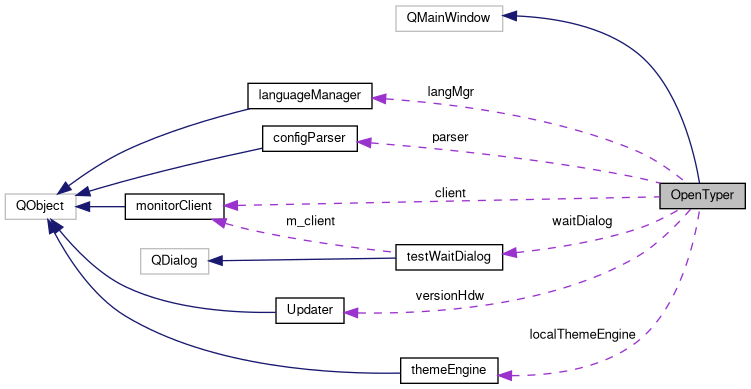 QMainWindow
languageManager
langMgr
configParser
parser
QObject
monitorClient
client
OpenTyper
m_client
waitDialog
QDialog
testWaitDialog
versionHdw
Updater
localThemeEngine
themeEngine